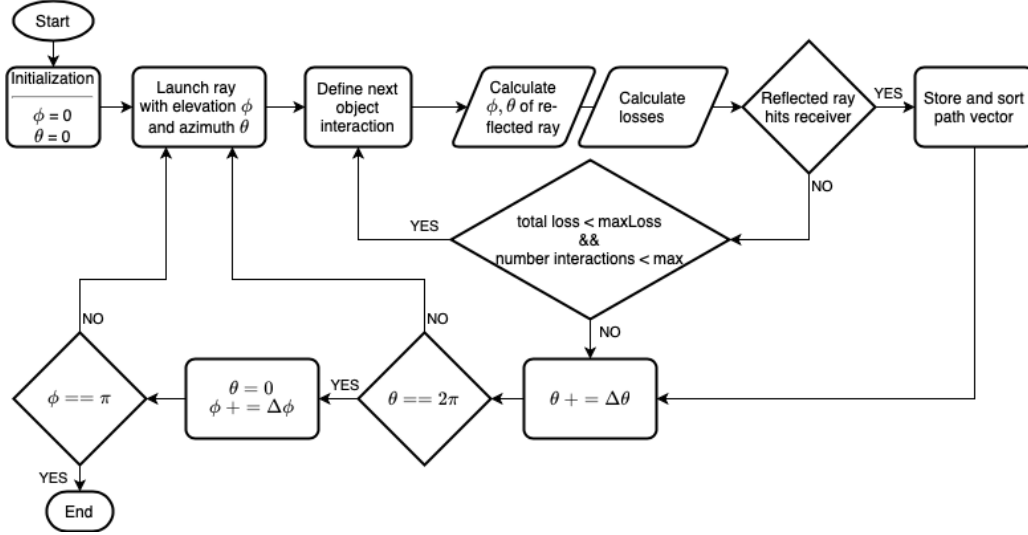 Start
Initialization
ϕ = 0
θ = 0
Launch ray
with elevation ϕ
and azimuth θ
Define next
object
interaction
Calculate
ϕ, θ of re-
flected ray
Calculate
losses
Reflected ray
hits receiver
YES
Store and sort
path vector
NO
YES
total loss < maxLoss
&&
number interactions < max
NO
NO
NO
ϕ == π
θ = 0
ϕ + = Δϕ
YES
θ == 2π
θ + = Δθ
YES
End